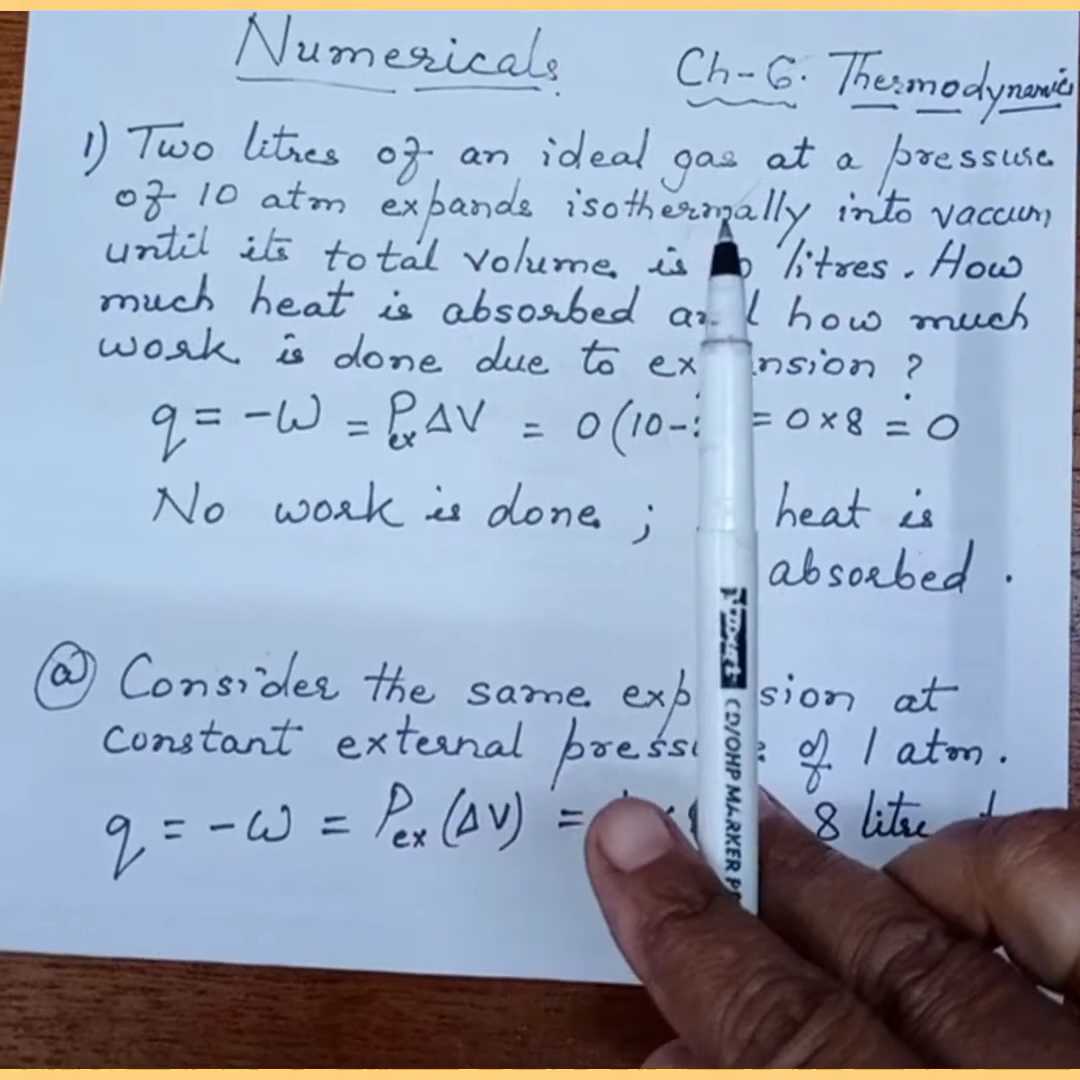 Numericals. Ch-6. Thermodynamics
1) Two litres of an ideal gas at a pressure
of 10 atm expands isothermally into vaccum
until its total volume is litres. How
much heat is absorbed and how much
work is done due to expansion ?
q = -W = PexΔV = 0(10- = 0×8 = 0
No work is done ; heat is
absorbed .
(a) Consider the same expansion at
constant external pressure of 1 atm.
q = -W = Pex(ΔV) = 8 litre
CD/OHP MARKER